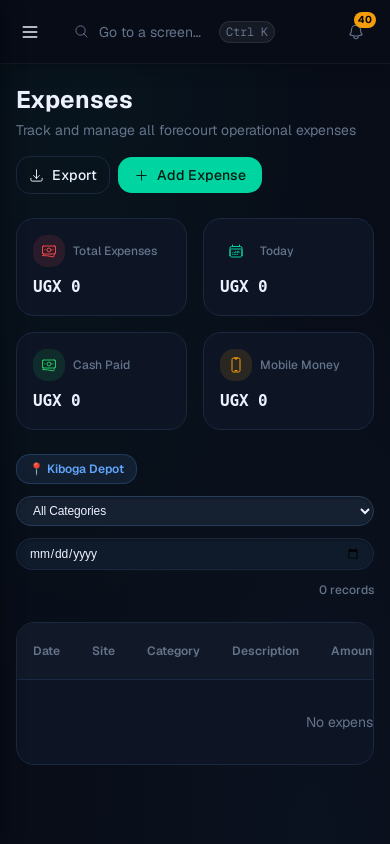 Go to a screen... Ctrl K 40
Expenses
Track and manage all forecourt operational expenses
Export + Add Expense
Total Expenses
UGX 0
Today
UGX 0
Cash Paid
UGX 0
Mobile Money
UGX 0
📍 Kiboga Depot
All Categories
mm/dd/yyyy
0 records
Date Site Category Description Amoun
No expens